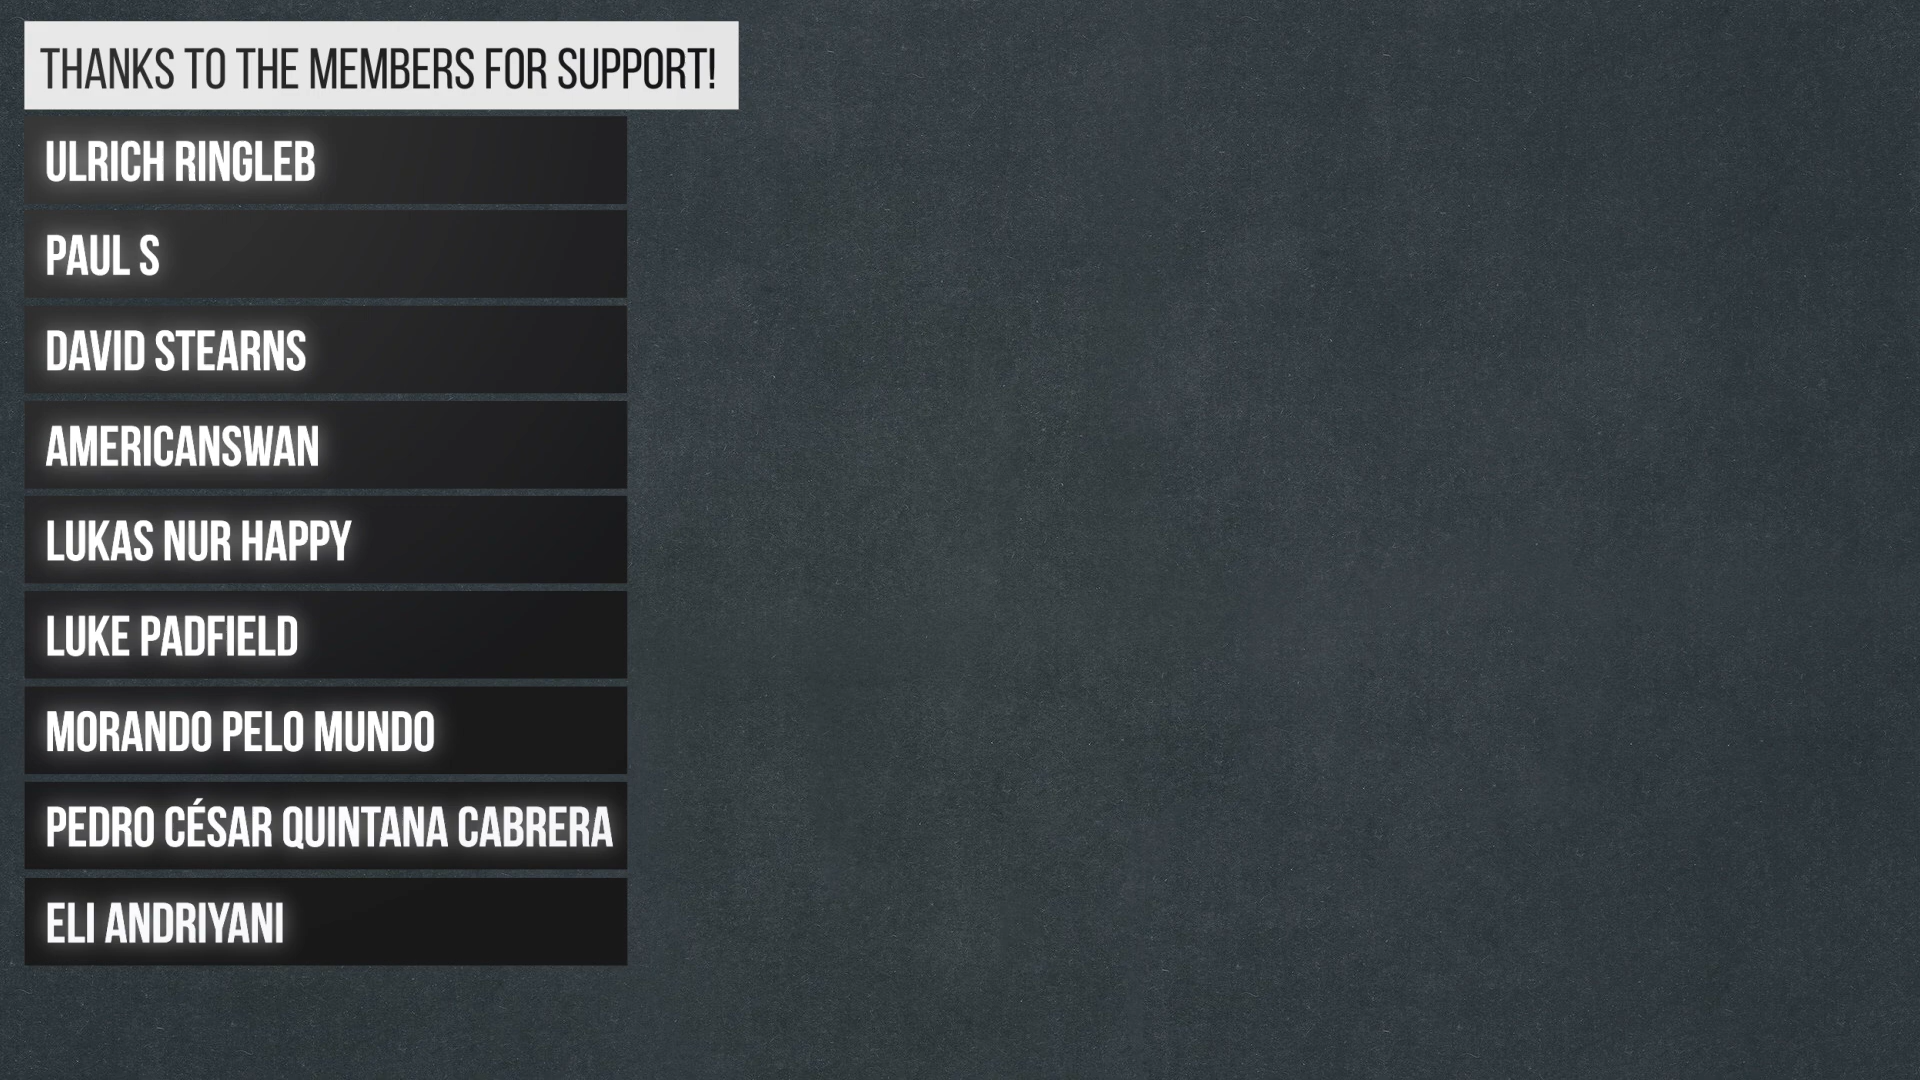 THANKS TO THE MEMBERS FOR SUPPORT!
ULRICH RINGLEB
PAUL S
DAVID STEARNS
AMERICANSWAN
LUKAS NUR HAPPY
LUKE PADFIELD
MORANDO PELO MUNDO
PEDRO CÉSAR QUINTANA CABRERA
ELI ANDRIYANI